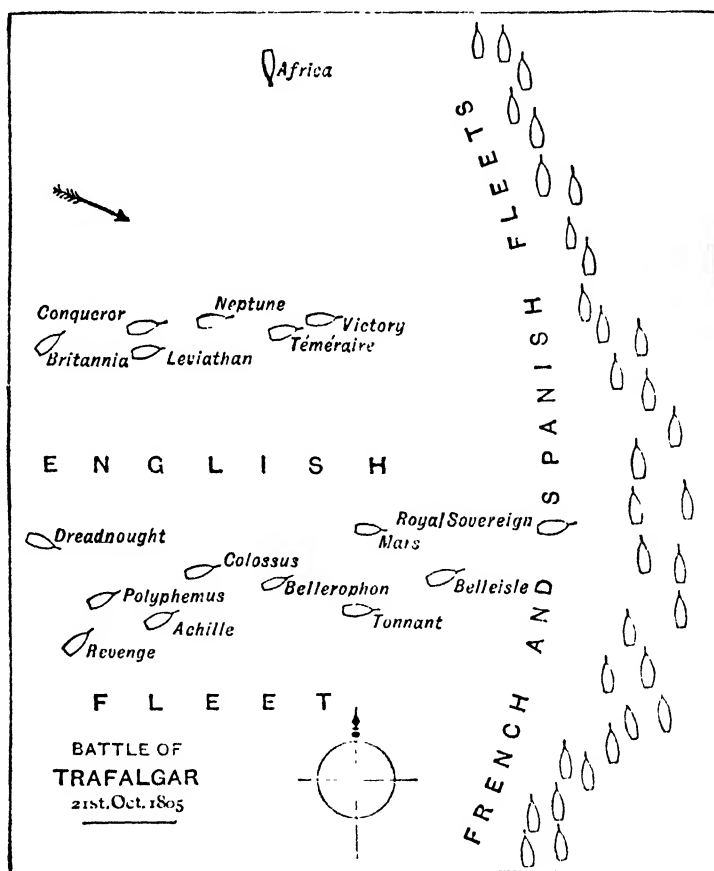 Africa
FRENCH AND SPANISH FLEETS
Neptune
Conqueror
Victory
Téméraire
Britannia
Leviathan
ENGLISH
Royal Sovereign
Dreadnought
Mars
Colossus
Bellerophon
Belleisle
Polyphemus
Achille
Tonnant
Revenge
FLEET
BATTLE OF
TRAFALGAR
21st. Oct. 1805